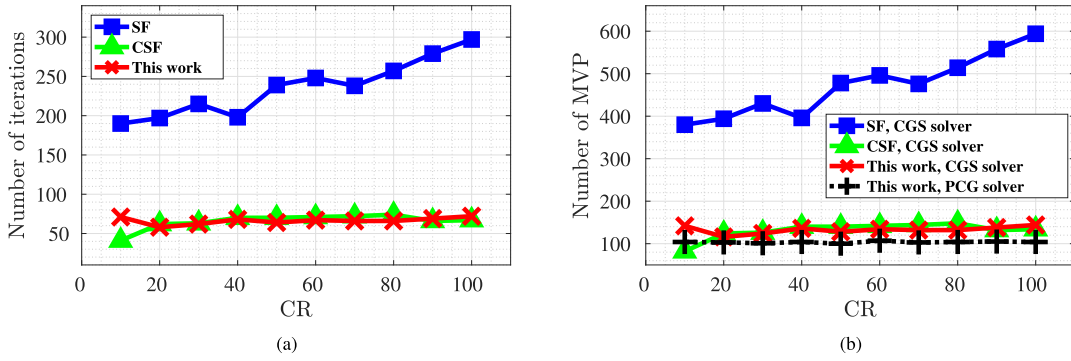 Number of iterations
300
250
200
150
100
50
0
20
40
60
80
100
CR
SF
CSF
This work
(a)
Number of MVP
600
500
400
300
200
100
0
20
40
60
80
100
CR
SF, CGS solver
CSF, CGS solver
This work, CGS solver
This work, PCG solver
(b)